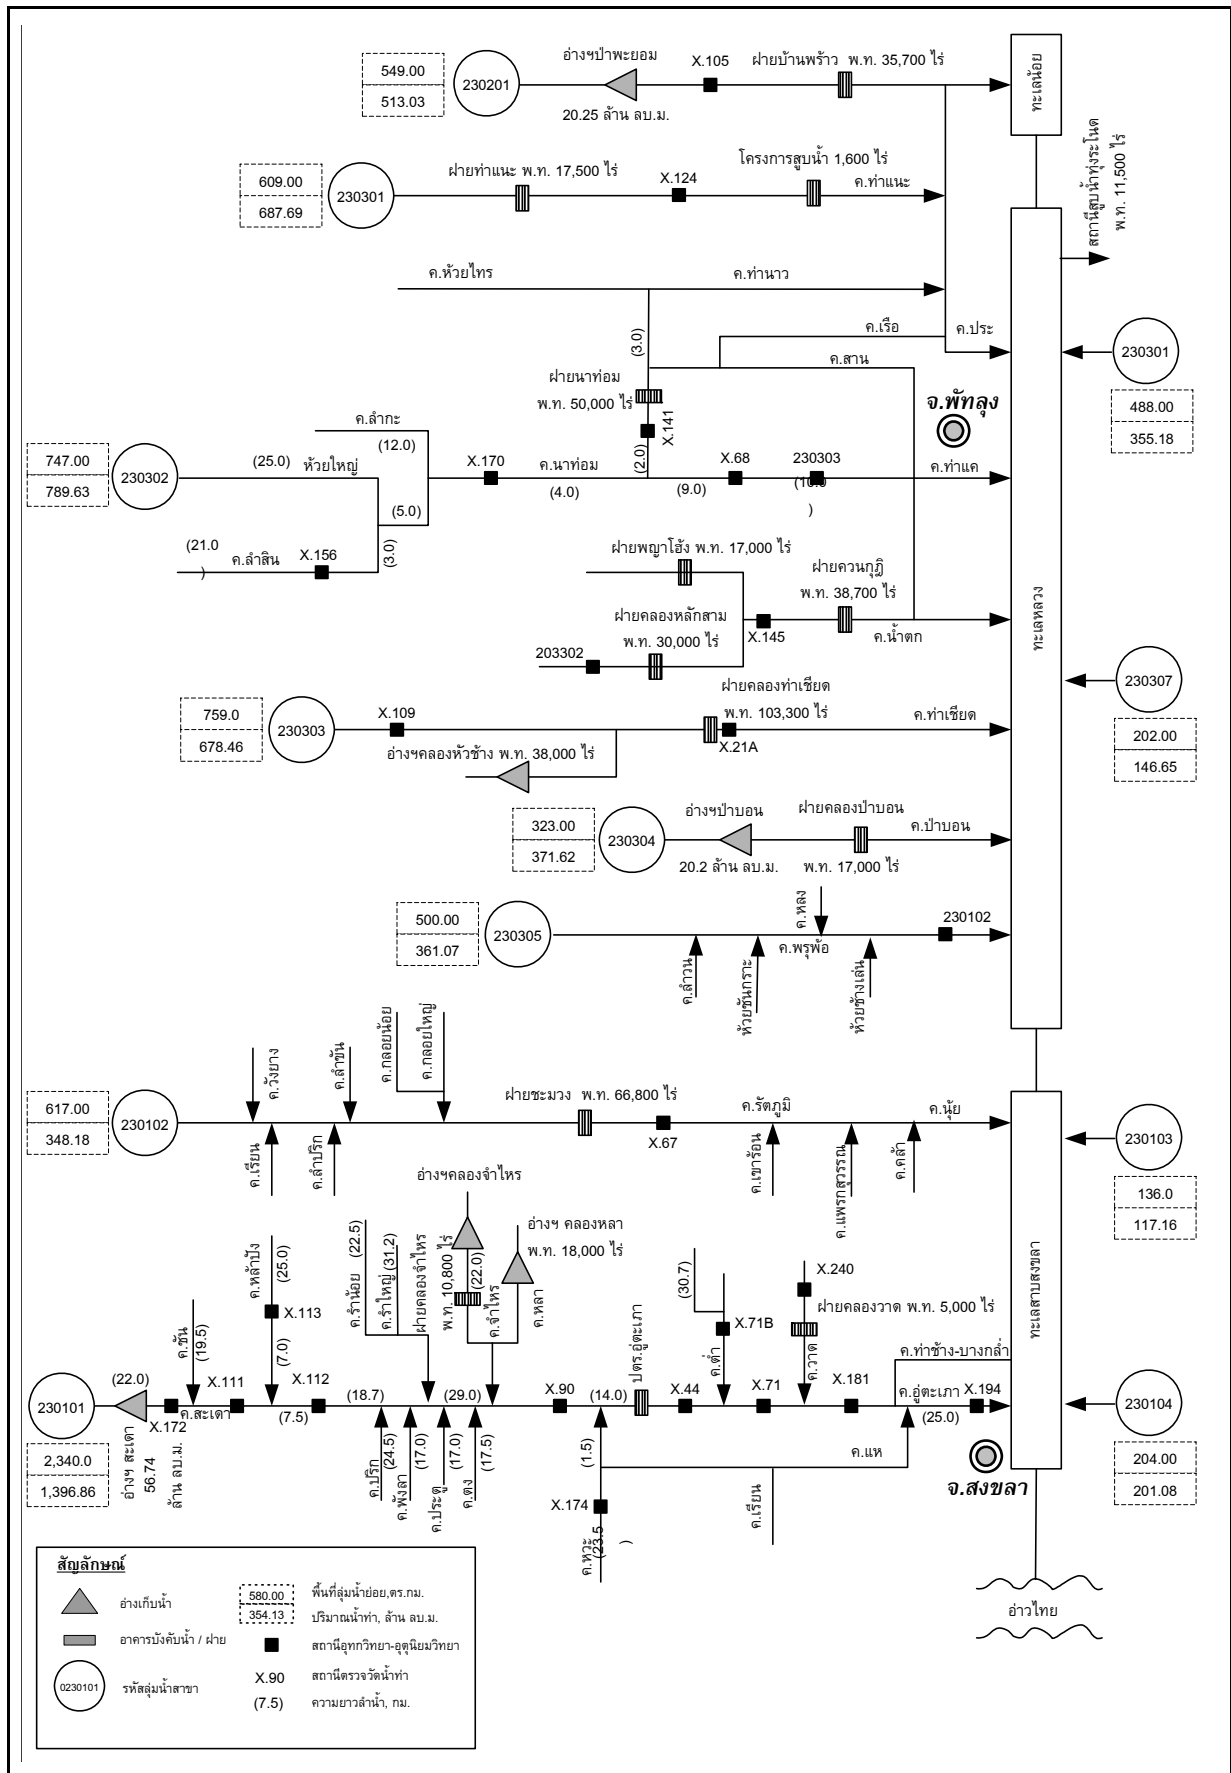 549.00
513.03
230201
อ่างฯป่าพะยอม
20.25 ล้าน ลบ.ม.
X.105
ฝายบ้านพร้าว พ.ท. 35,700 ไร่
ทะเลน้อย
สถานีสูบน้ำทุ่งระโนด
พ.ท. 11,500 ไร่
609.00
687.69
230301
ฝายท่าแนะ พ.ท. 17,500 ไร่
X.124
โครงการสูบน้ำ 1,600 ไร่
ค.ท่าแนะ
ค.ห้วยไทร
ค.ท่านาว
(3.0)
ค.เรือ
ค.ประ
ค.สาน
230301
488.00
355.18
ฝายนาท่อม
พ.ท. 50,000 ไร่
X.141
(2.0)
จ.พัทลุง
ค.ลำกะ
(12.0)
747.00
789.63
230302
(25.0)
ห้วยใหญ่
(5.0)
X.170
ค.นาท่อม
(4.0)
(9.0)
X.68
230303
(10.0
)
ค.ท่าแค
(21.0
)
ค.ลำสิน
X.156
(3.0)
ฝายพญาโฮ้ง พ.ท. 17,000 ไร่
ฝายควนกุฎิ
พ.ท. 38,700 ไร่
ฝายคลองหลักสาม
พ.ท. 30,000 ไร่
X.145
ค.น้ำตก
203302
ทะเลหลวง
230307
202.00
146.65
759.0
678.46
230303
X.109
ฝายคลองท่าเชียด
พ.ท. 103,300 ไร่
X.21A
ค.ท่าเชียด
อ่างฯคลองหัวช้าง พ.ท. 38,000 ไร่
323.00
371.62
230304
อ่างฯป่าบอน
20.2 ล้าน ลบ.ม.
ฝายคลองป่าบอน
พ.ท. 17,000 ไร่
ค.ป่าบอน
500.00
361.07
230305
ค.หลง
230102
ค.พรุพ้อ
ค.ลำวน
ห้วยชันกราะ
ห้วยช้างเล่น
617.00
348.18
230102
ค.วังยาง
ค.ลำขัน
ค.กลอยน้อย
ค.กลอยใหญ่
ฝายชะมวง พ.ท. 66,800 ไร่
X.67
ค.รัตภูมิ
ค.นุ้ย
ค.เรียน
ค.ลำปริก
ค.เขาร้อน
ค.แพรกสุวรรณ
ค.คล้า
230103
136.0
117.16
ทะเลสาบสงขลา
อ่างฯคลองจำไหร
อ่างฯ คลองหลา
พ.ท. 18,000 ไร่
ค.หล้าปัง
(25.0)
X.113
(7.0)
ค.รำน้อย (22.5)
ค.รำใหญ่ (31.2)
ฝายคลองจำไหร
พ.ท. 10,800 ไร่
(22.0)
ค.จำไหร
ค.หลา
(30.7)
X.71B
ค.ต่ำ
X.240
ฝายคลองวาด พ.ท. 5,000 ไร่
ค.วาด
ค.ท่าช้าง-บางกล่ำ
ปตร.อู่ตะเภา
230101
2,340.0
1,396.86
(22.0)
X.172
อ่างฯ สะเดา
56.74
ล้าน ลบ.ม.
ค.ชัน
(19.5)
ค.สะเดา
X.111
(7.5)
X.112
(18.7)
(29.0)
X.90
(14.0)
X.44
X.71
X.181
ค.อู่ตะเภา
(25.0)
X.194
230104
204.00
201.08
ค.ปริก
(24.5)
ค.พังลา
(17.0)
ค.ประตู
(17.0)
ค.ตง
(17.5)
(1.5)
X.174
ค.หวะ
(23.5
)
ค.แห
ค.เรียน
จ.สงขลา
อ่าวไทย
สัญลักษณ์
อ่างเก็บน้ำ
อาคารบังคับน้ำ / ฝาย
0230101
รหัสลุ่มน้ำสาขา
580.00
354.13
พื้นที่ลุ่มน้ำย่อย,ตร.กม.
ปริมาณน้ำท่า, ล้าน ลบ.ม.
สถานีอุทกวิทยา-อุตุนิยมวิทยา
X.90
สถานีตรวจวัดน้ำท่า
(7.5)
ความยาวลำน้ำ, กม.